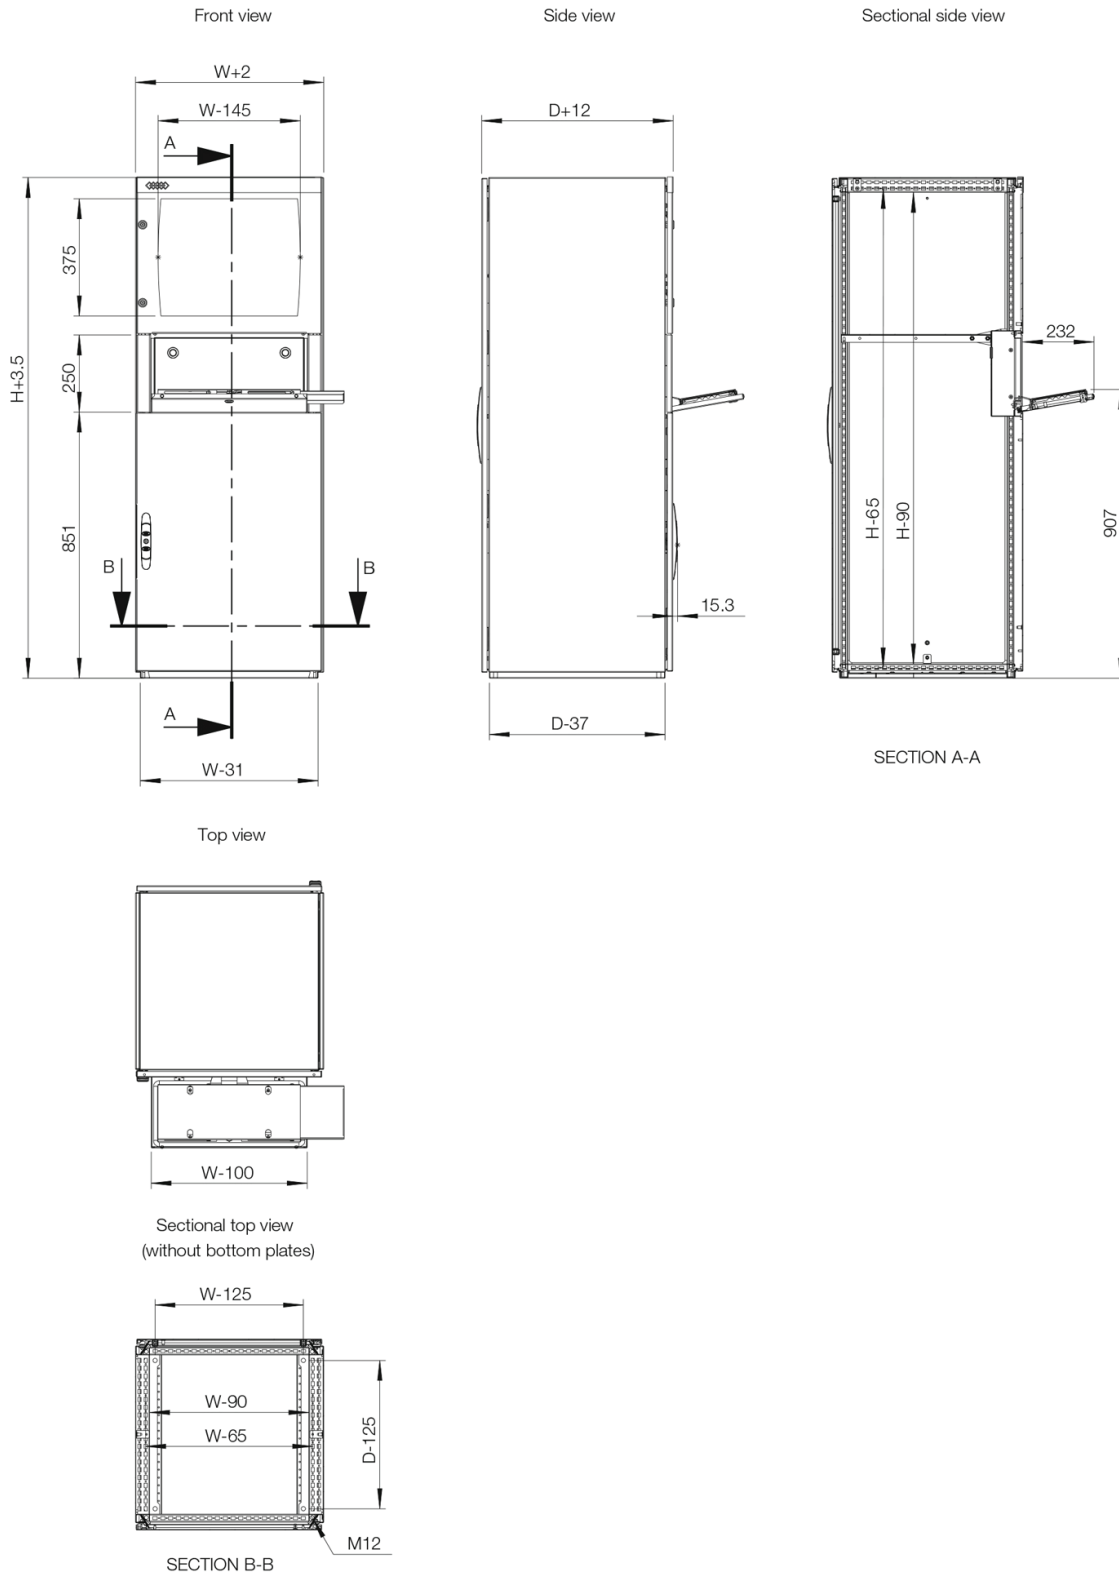 Front view
Side view
Sectional side view
W+2
W-145
D+12
A
375
H+3.5
250
232
851
H-65
H-90
907
B
B
15.3
A
D-37
W-31
SECTION A-A
Top view
W-100
Sectional top view
(without bottom plates)
W-125
W-90
W-65
D-125
M12
SECTION B-B